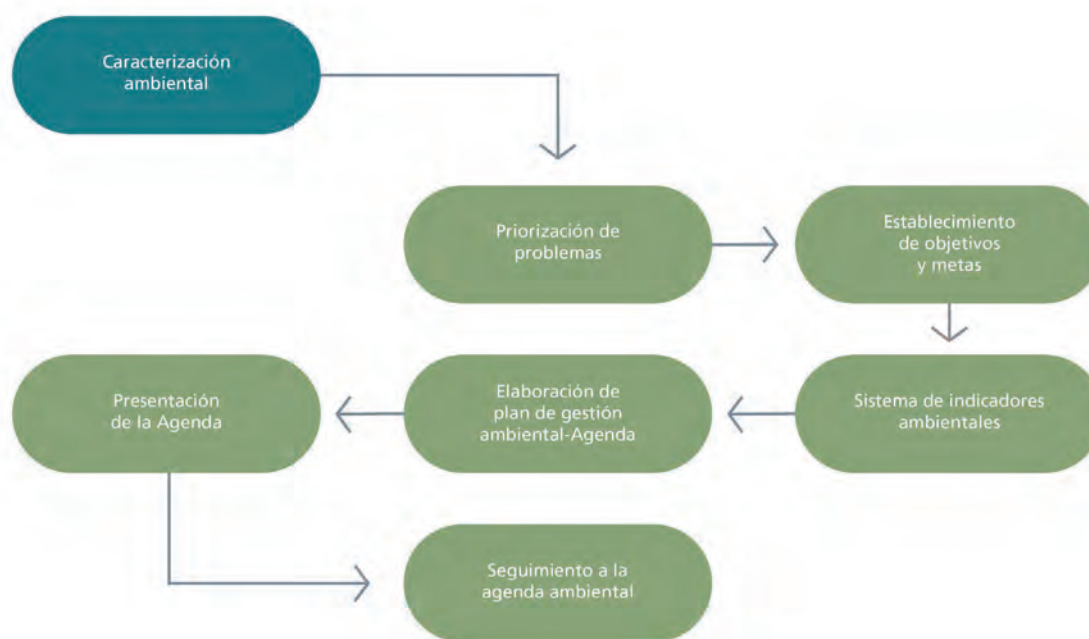 Caracterización
ambiental
Priorización de
problemas
Establecimiento
de objetivos
y metas
Sistema de indicadores
ambientales
Elaboración de
plan de gestión
ambiental-Agenda
Presentación
de la Agenda
Seguimiento a la
agenda ambiental